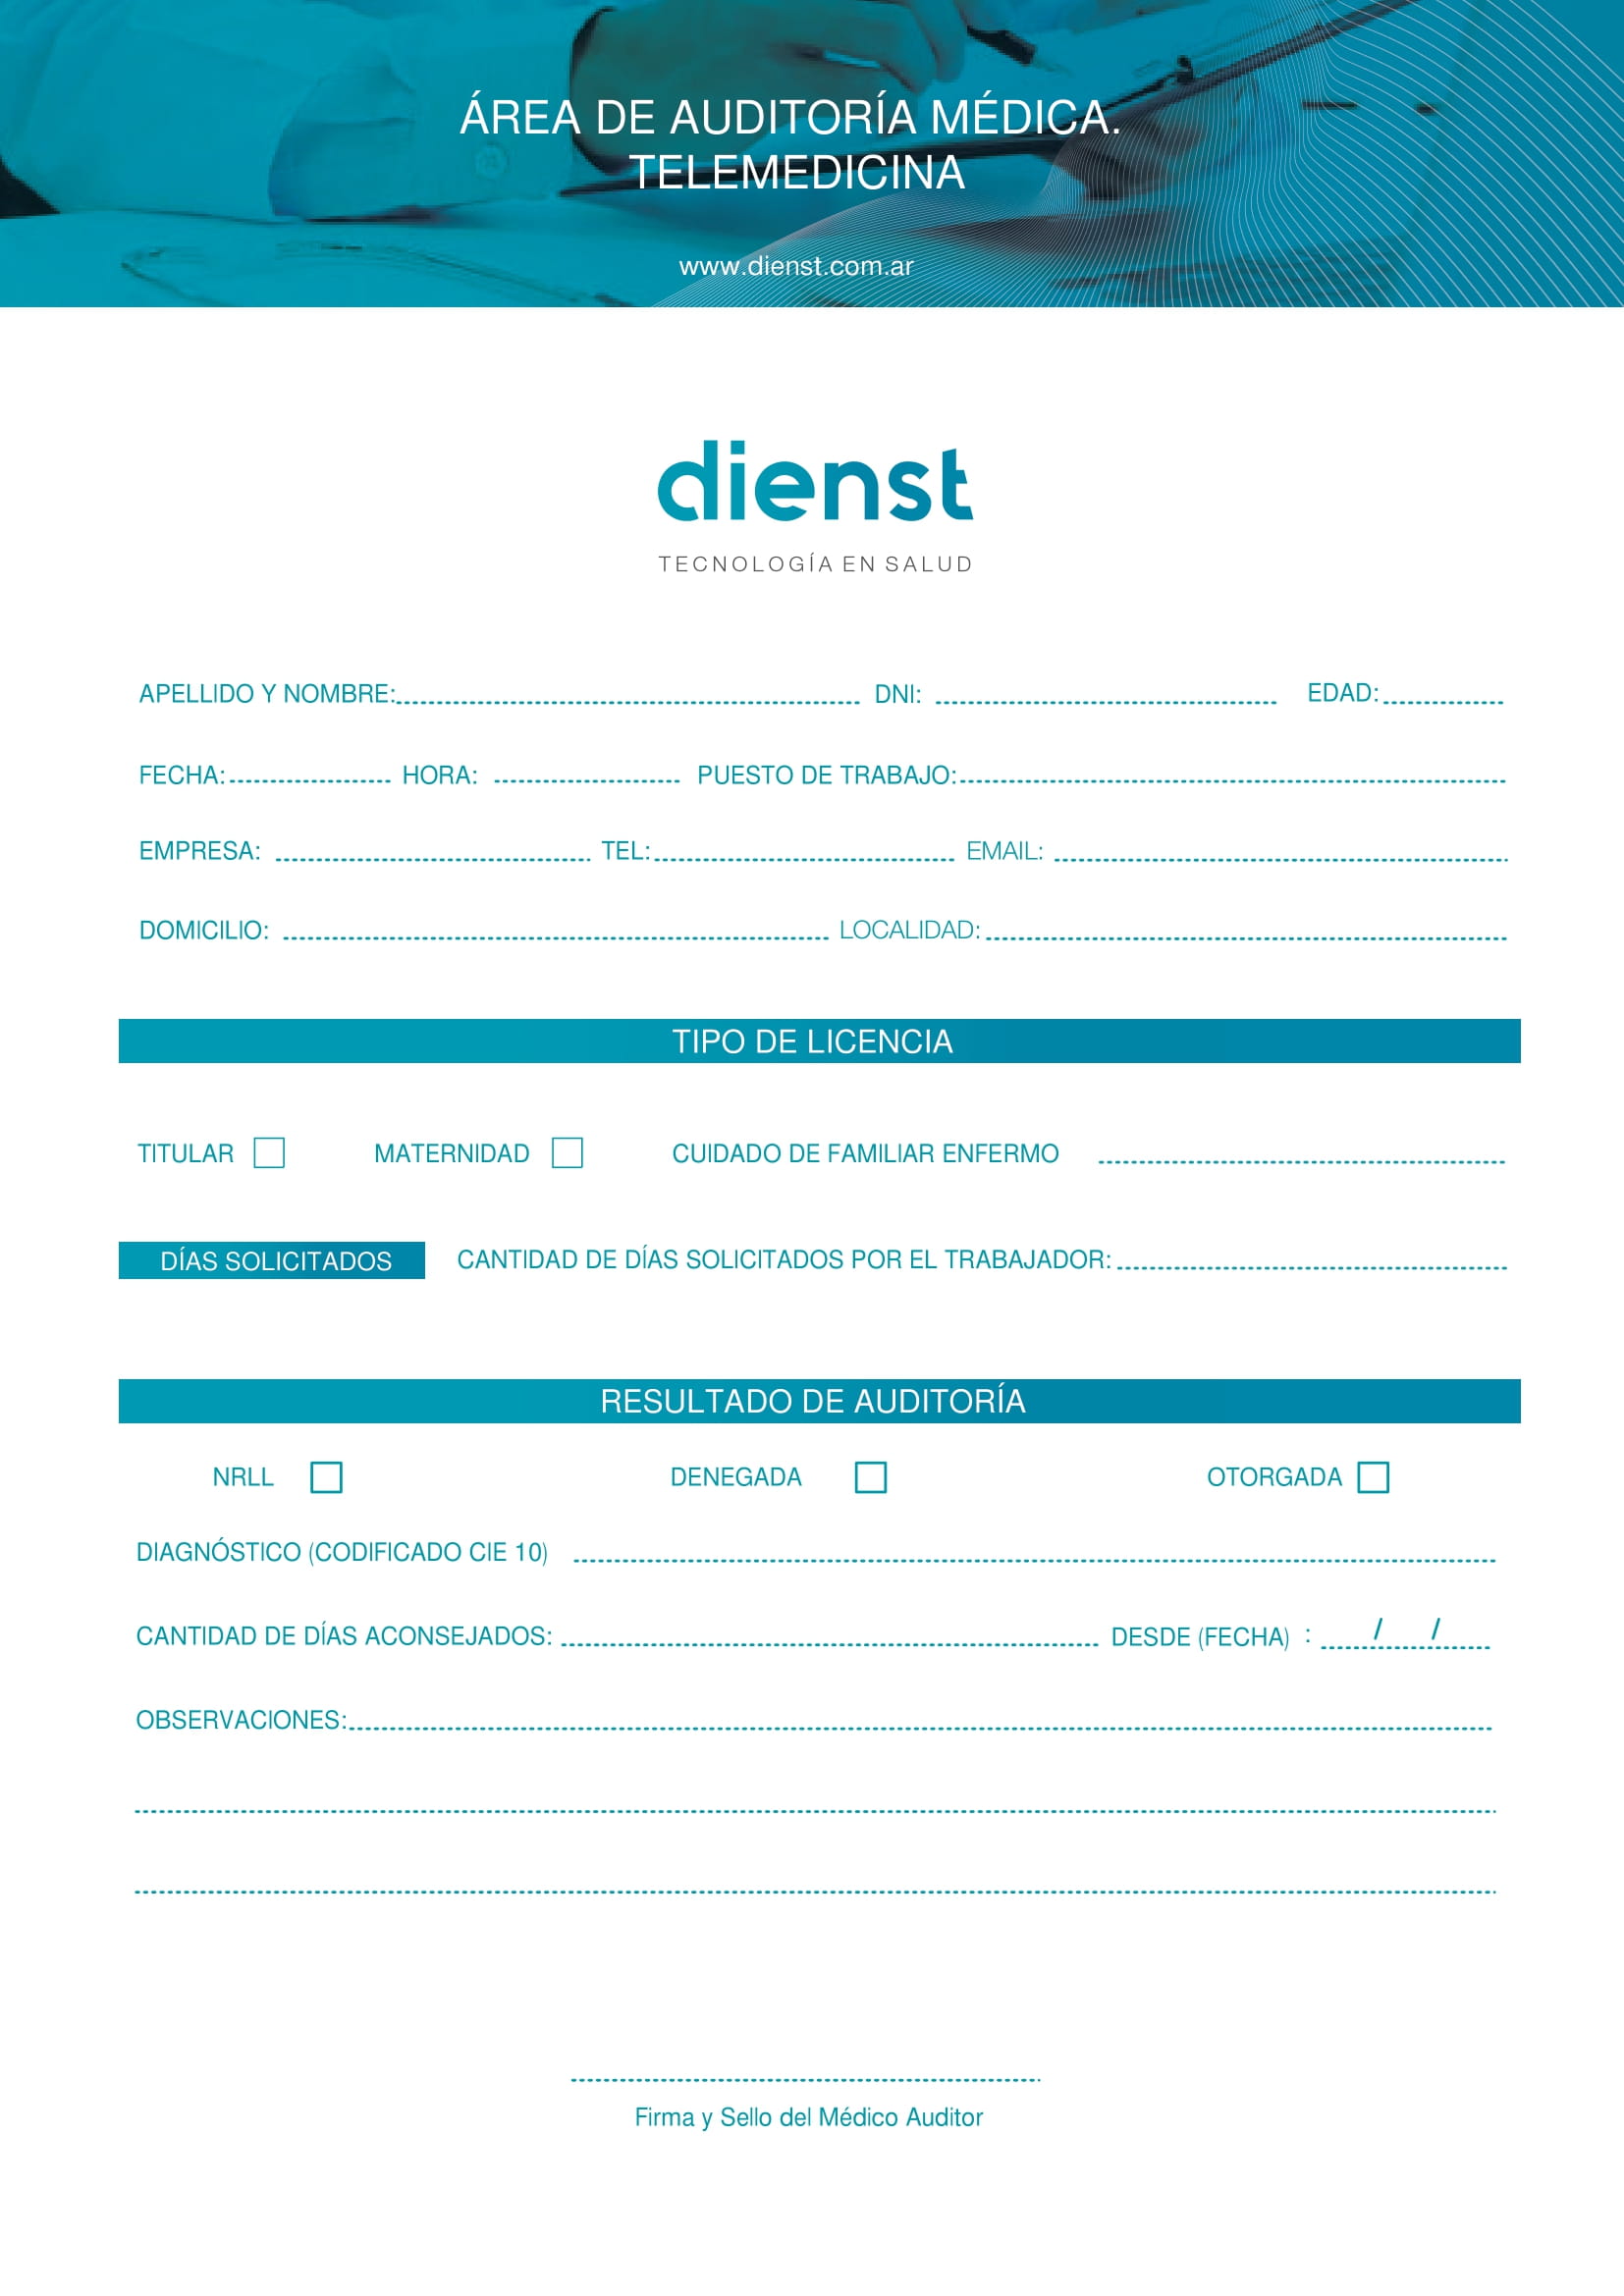 ÁREA DE AUDITORÍA MÉDICA.
TELEMEDICINA
www.dienst.com.ar
dienst
TECNOLOGÍA EN SALUD
APELLIDO Y NOMBRE: DNI: EDAD:
FECHA: HORA: PUESTO DE TRABAJO:
EMPRESA: TEL: EMAIL:
DOMICILIO: LOCALIDAD:
TIPO DE LICENCIA
TITULAR MATERNIDAD CUIDADO DE FAMILIAR ENFERMO
DÍAS SOLICITADOS CANTIDAD DE DÍAS SOLICITADOS POR EL TRABAJADOR:
RESULTADO DE AUDITORÍA
NRLL DENEGADA OTORGADA
DIAGNÓSTICO (CODIFICADO CIE 10)
CANTIDAD DE DÍAS ACONSEJADOS: DESDE (FECHA) : / /
OBSERVACIONES:
Firma y Sello del Médico Auditor